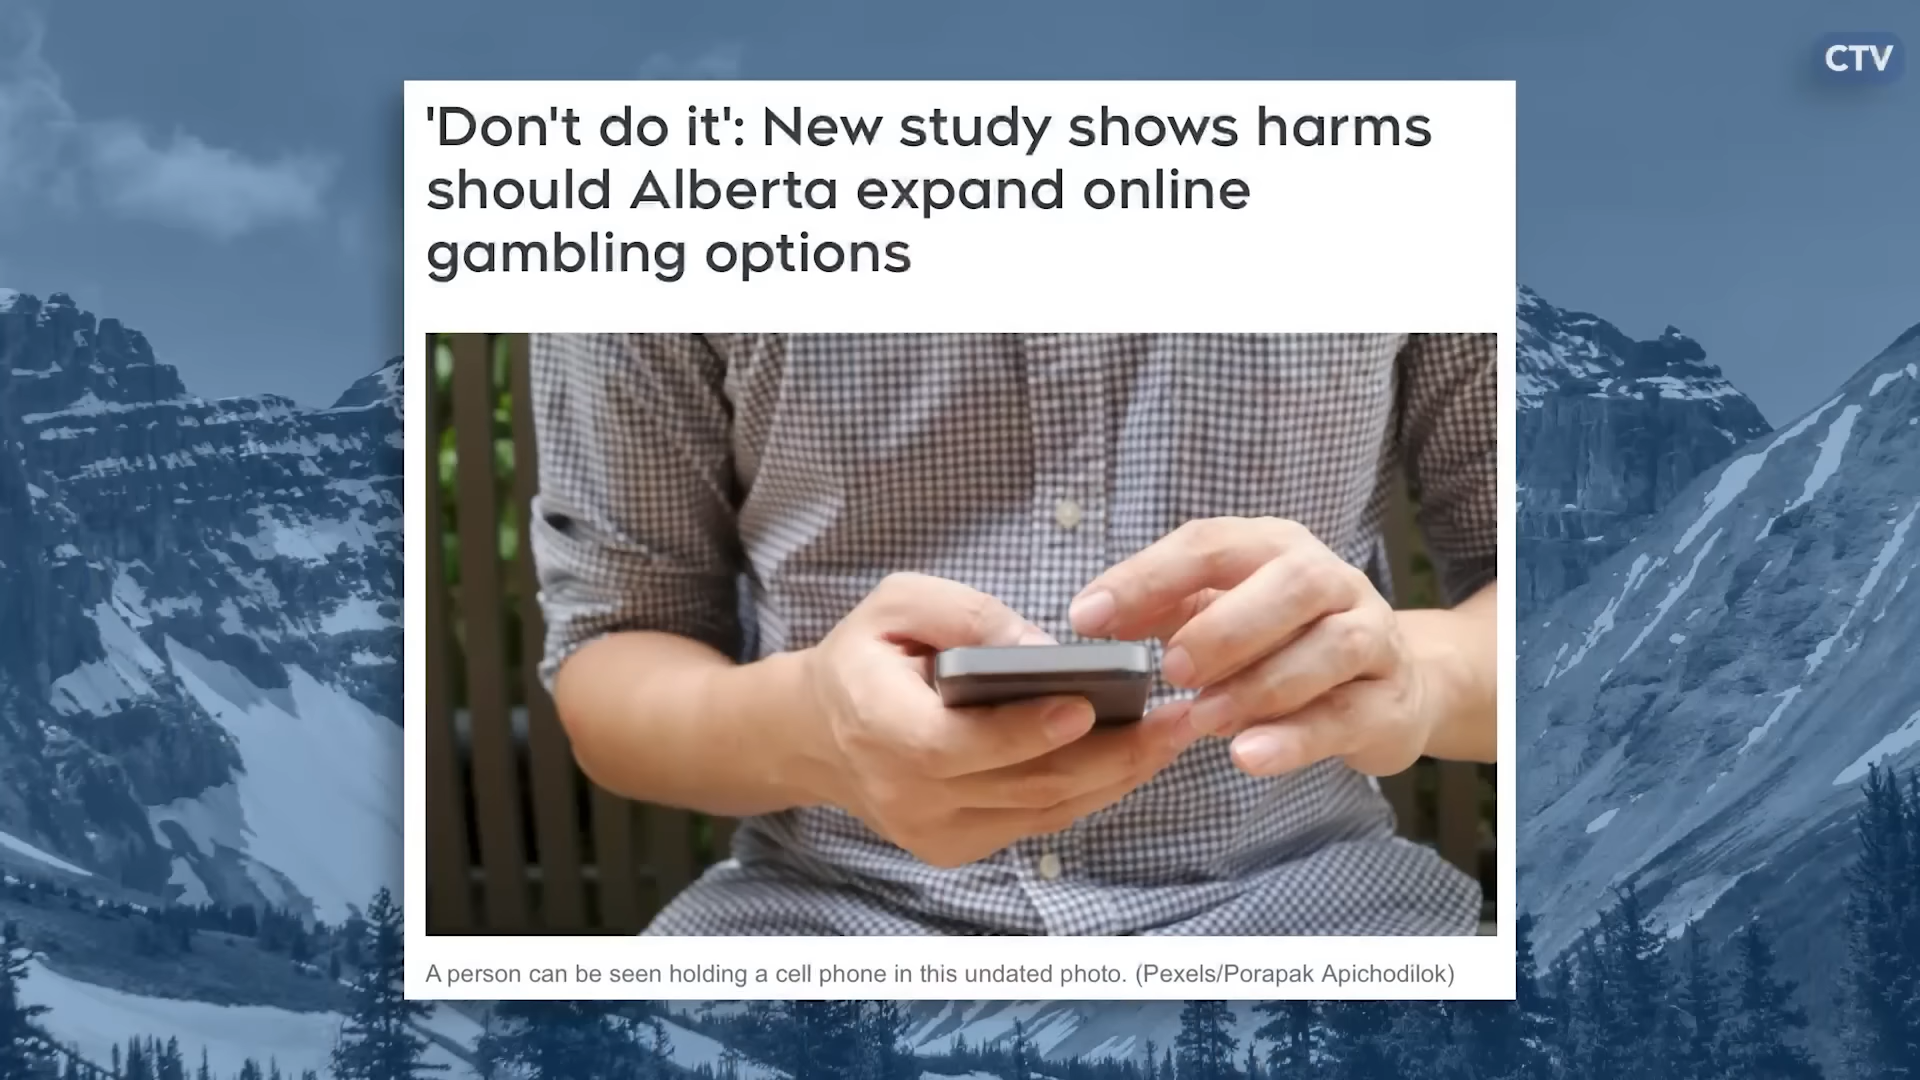 CTV
'Don't do it': New study shows harms
should Alberta expand online
gambling options
A person can be seen holding a cell phone in this undated photo. (Pexels/Porapak Apichodilok)